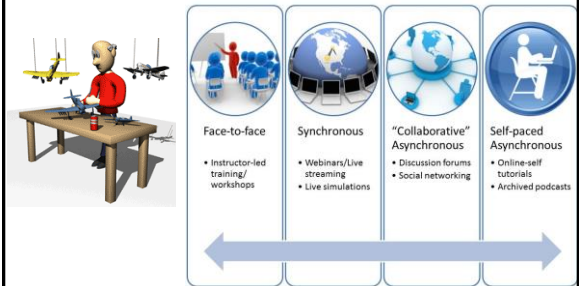 Face-to-face
• Instructor-led
training/
workshops
Synchronous
• Webinars/Live
streaming
• Live simulations
"Collaborative"
Asynchronous
• Discussion forums
• Social networking
Self-paced
Asynchronous
• Online-self
tutorials
• Archived podcasts